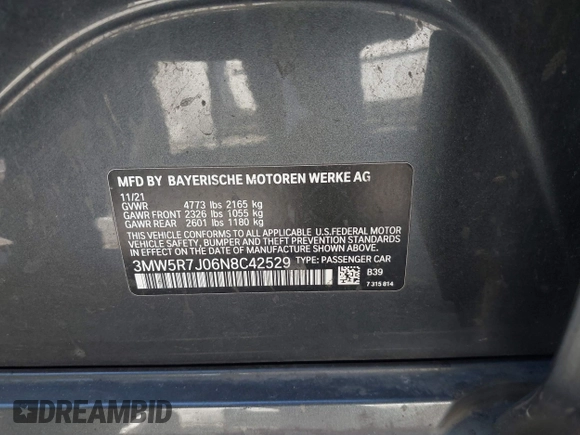 MFD BY BAYERISCHE MOTOREN WERKE AG
11/21
GVWR 4773 lbs 2165 kg
GAWR FRONT 2326 lbs 1055 kg
GAWR REAR 2601 lbs 1180 kg
THIS VEHICLE CONFORMS TO ALL APPLICABLE U.S.FEDERAL MOTOR
VEHICLE SAFETY, BUMPER AND THEFT PREVENTION STANDARDS
IN EFFECT ON THE DATE OF MANUFACTURE SHOWN ABOVE.
3MW5R7J06N8C42529 TYPE: PASSENGER CAR
B39
7 315 814
DREAMBID